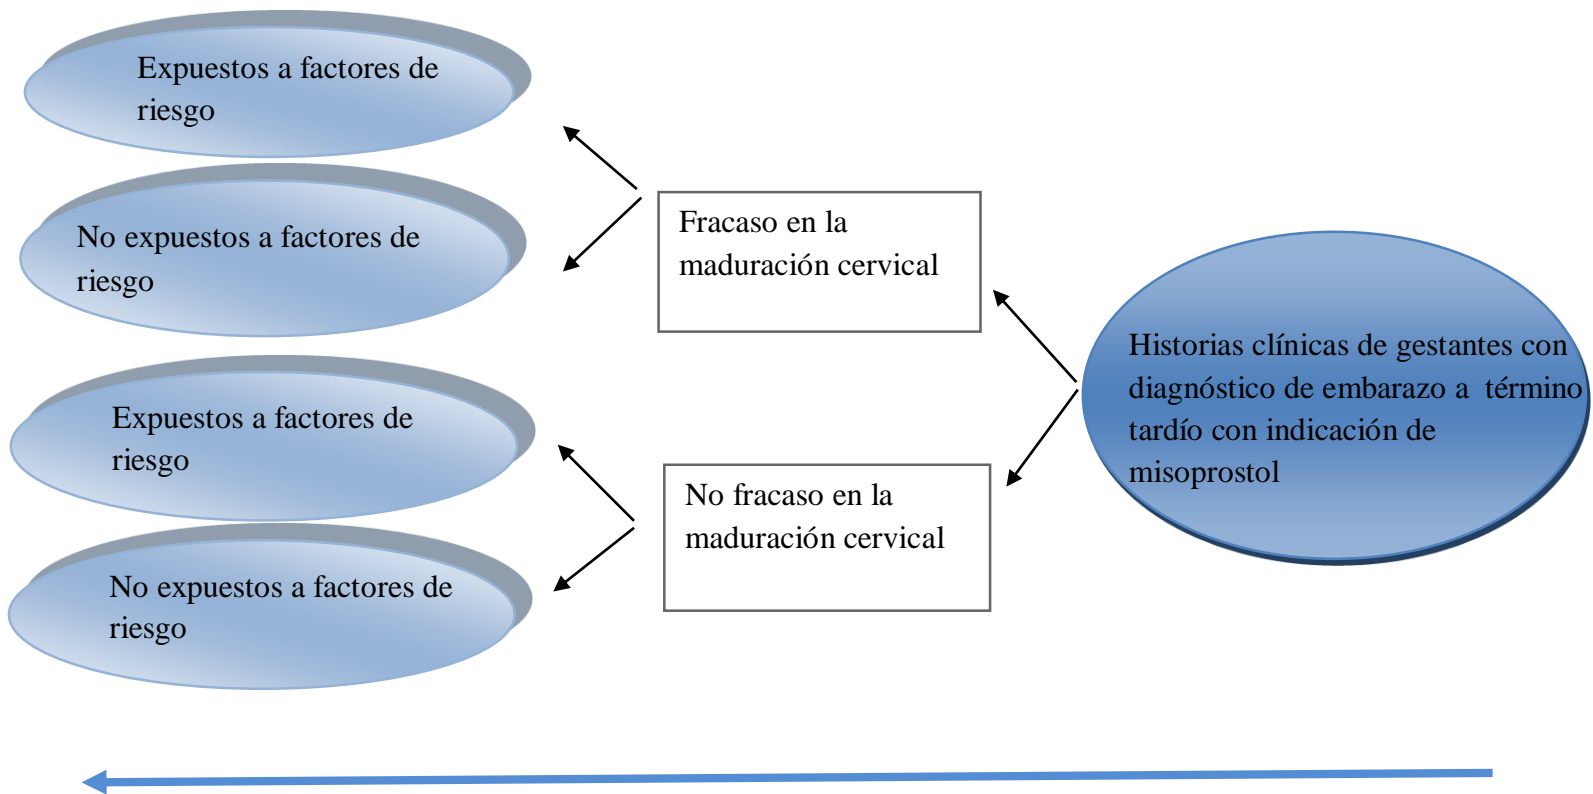 Expuestos a factores de
riesgo
No expuestos a factores de
riesgo
Fracaso en la
maduración cervical
Historias clínicas de gestantes con
diagnóstico de embarazo a  término
tardío con indicación de
misoprostol
Expuestos a factores de
riesgo
No fracaso en la
maduración cervical
No expuestos a factores de
riesgo